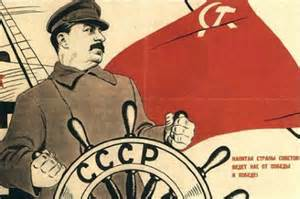 СССР
КАПИТАН СТРАНЫ СОВЕТОВ
ВЕДЕТ НАС ОТ ПОБЕДЫ
К ПОБЕДЕ!